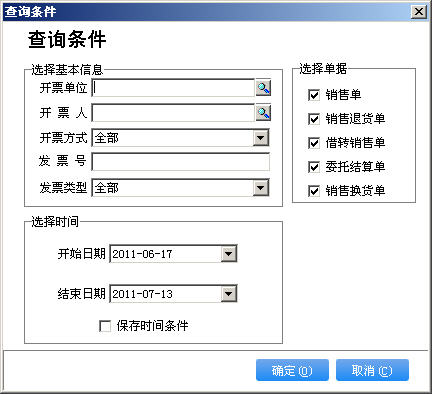 查询条件
查询条件
选择基本信息
开票单位
开 票 人
开票方式 全部
发 票 号
发票类型 全部
选择单据
销售单
销售退货单
借转销售单
委托结算单
销售换货单
选择时间
开始日期 2011-06-17
结束日期 2011-07-13
保存时间条件
确定(O) 取消(C)